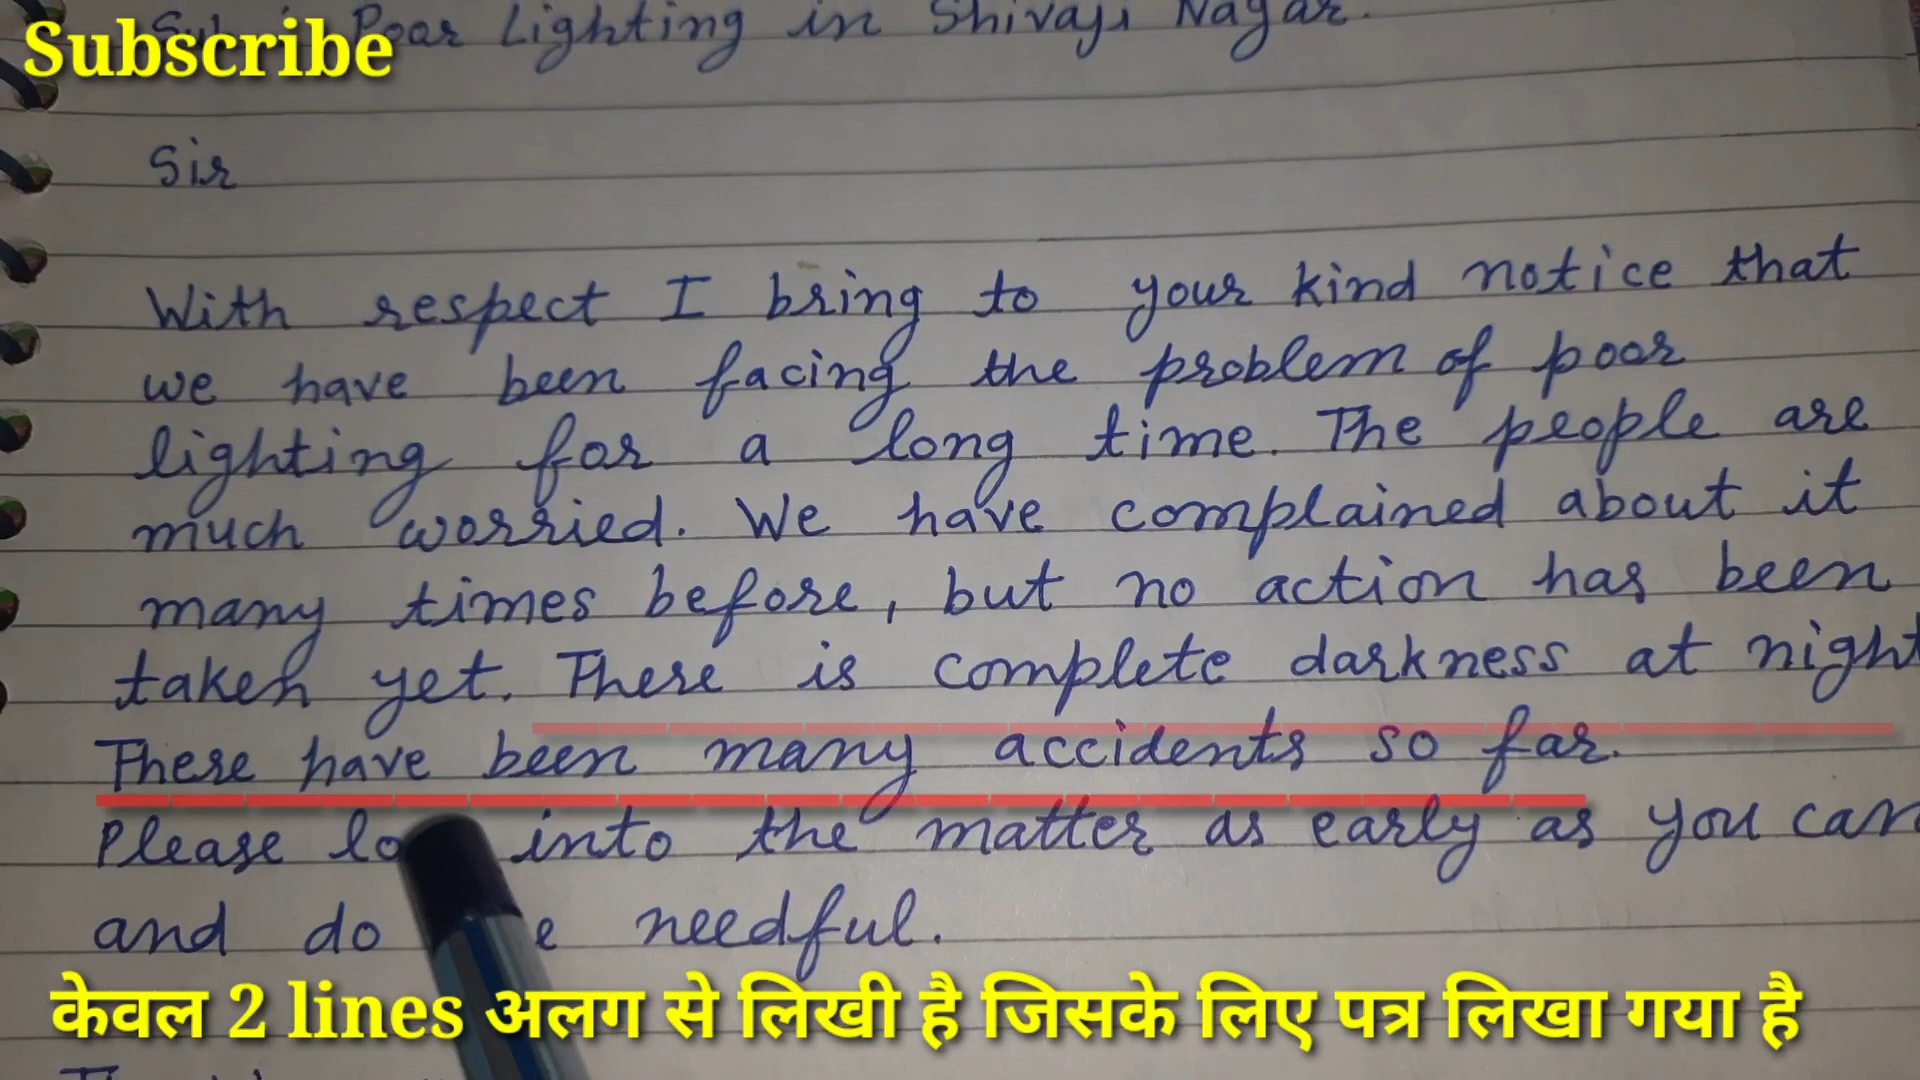 Subscribe
Poor Lighting in Shivaji Nagar.
Sir
With respect I bring to your kind notice that
we have been facing the problem of poor
lighting for a long time. The people are
much worried. We have complained about it
many times before, but no action has been
taken yet. There is complete darkness at night
There have been many accidents so far.
Please into the matter as early as you can
and do needful.
केवल 2 lines अलग से लिखी है जिसके लिए पत्र लिखा गया है